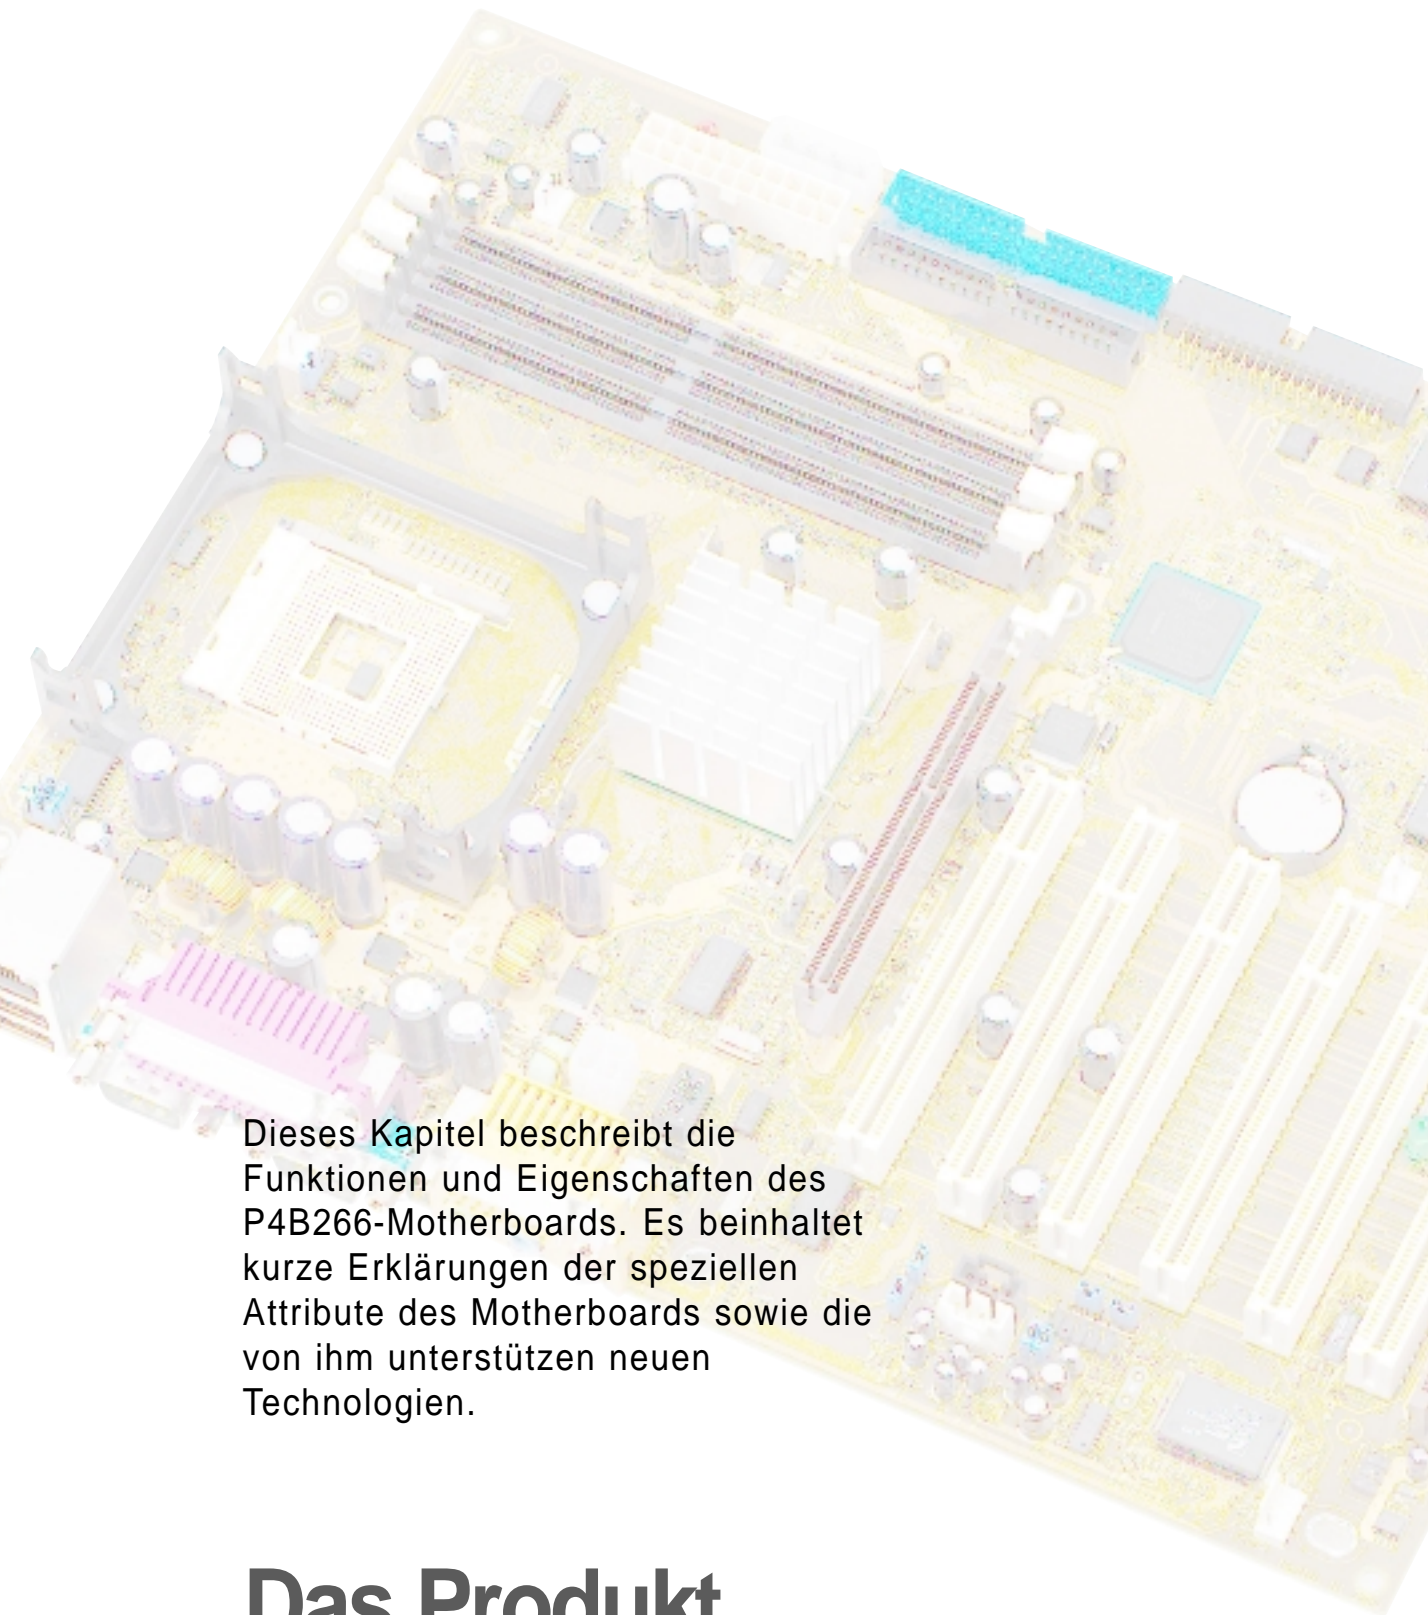 Dieses Kapitel beschreibt die
Funktionen und Eigenschaften des
P4B266-Motherboards. Es beinhaltet
kurze Erklärungen der speziellen
Attribute des Motherboards sowie die
von ihm unterstützen neuen
Technologien.
Das Produkt